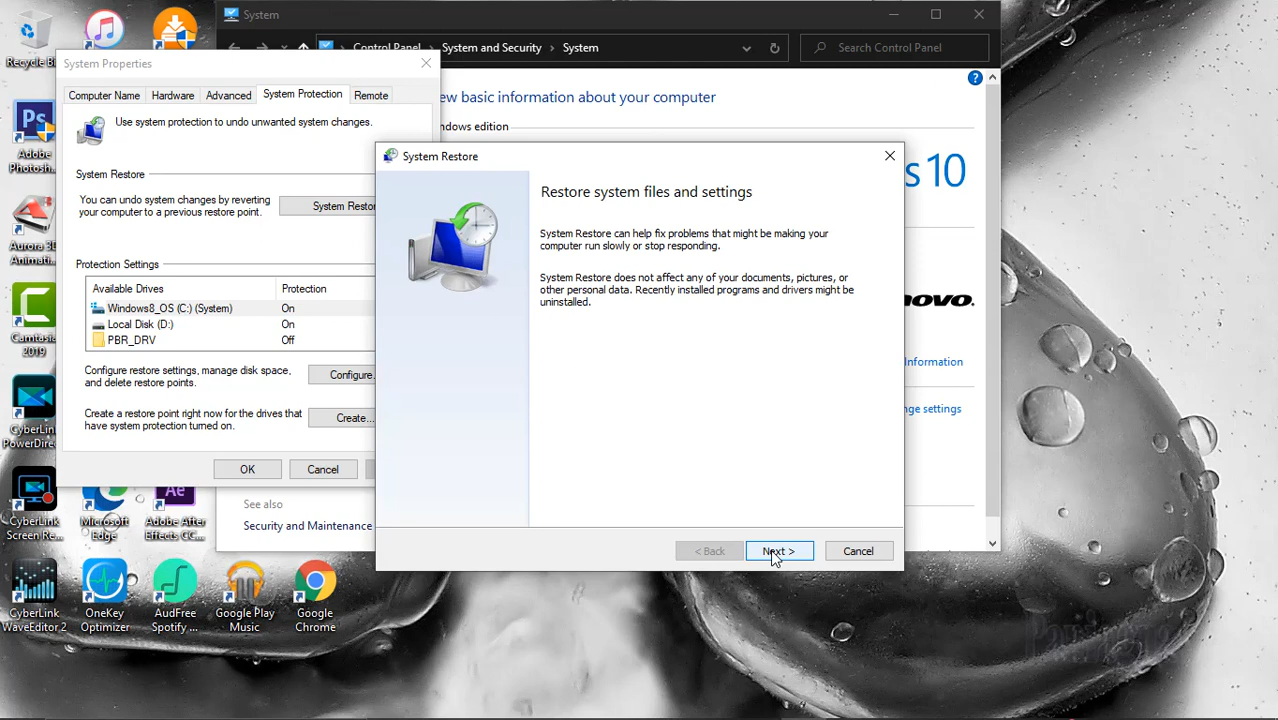 System
Control Panel
System and Security
System
Search Control Panel
Recycle B
System Properties
Computer Name
Hardware
Advanced
System Protection
Remote
ew basic information about your computer
Use system protection to undo unwanted system changes.
ndows edition
Adobe
Photosh...
System Restore
System Restore
Restore system files and settings
s 10
You can undo system changes by reverting
your computer to a previous restore point.
System Restor
System Restore can help fix problems that might be making your
computer run slowly or stop responding.
Aurora 3D
Animati...
Protection Settings
System Restore does not affect any of your documents, pictures, or
other personal data. Recently installed programs and drivers might be
uninstalled.
Available Drives
Protection
Windows8_OS (C:) (System)
On
Local Disk (D:)
On
PBR_DRV
Off
novo.
Camtasia
2019
Information
Configure restore settings, manage disk space,
and delete restore points.
Configure.
nge settings
Create a restore point right now for the drives that
have system protection turned on.
Create...
CyberLink
PowerDirec
OK
Cancel
See also
Security and Maintenance
CyberLink
Screen Re...
Microsoft
Edge
Adobe After
Effects CC...
< Back
Next >
Cancel
CyberLink
WaveEditor 2
OneKey
Optimizer
AudFree
Spotify ...
Google Play
Music
Google
Chrome